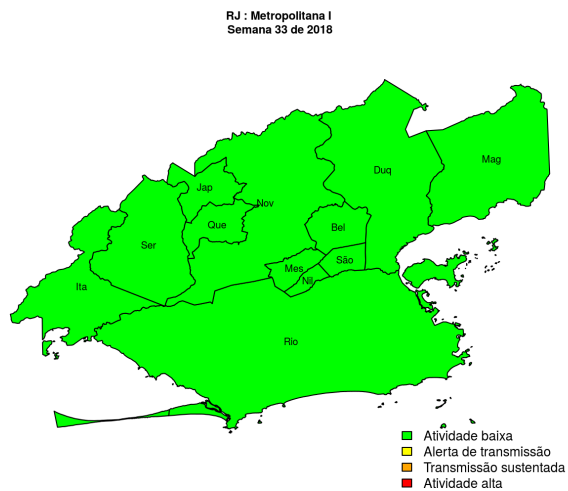 RJ : Metropolitana I
Semana 33 de 2018
Mag
Duq
Jap
Nov
Que
Bel
Ser
São
Mes
Nil
Ita
Rio
Atividade baixa
Alerta de transmissão
Transmissão sustentada
Atividade alta